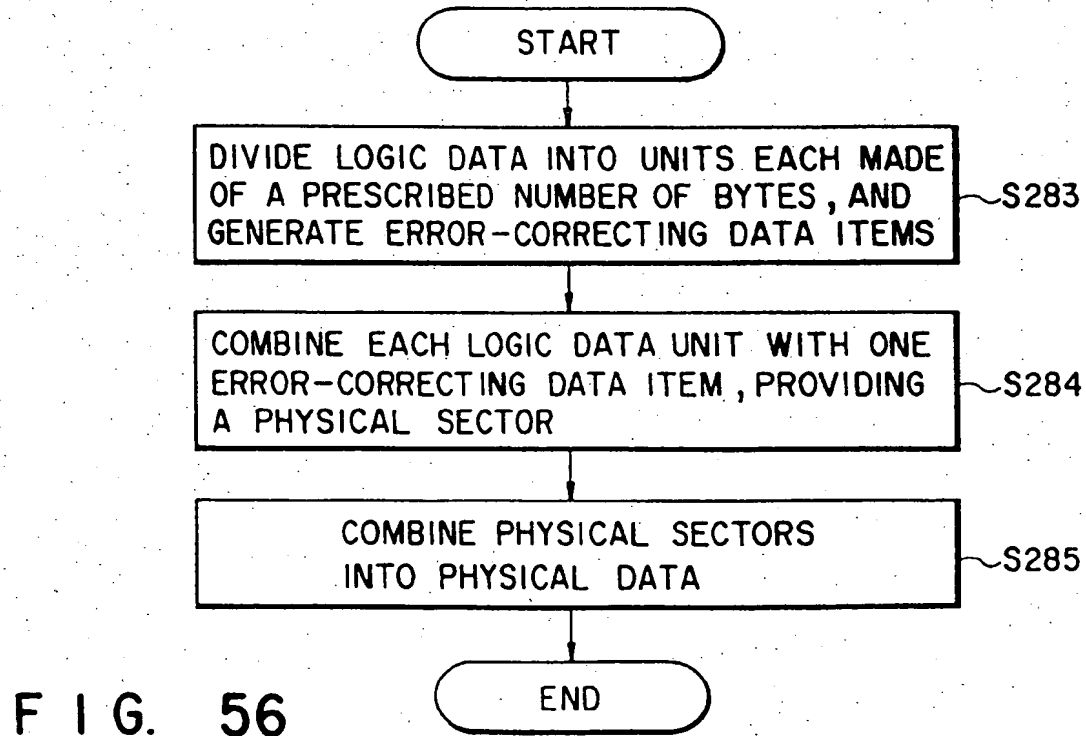 START
DIVIDE LOGIC DATA INTO UNITS EACH MADE
OF A PRESCRIBED NUMBER OF BYTES, AND
GENERATE ERROR-CORRECTING DATA ITEMS
S283
COMBINE EACH LOGIC DATA UNIT WITH ONE
ERROR-CORRECTING DATA ITEM, PROVIDING
A PHYSICAL SECTOR
S284
COMBINE PHYSICAL SECTORS
INTO PHYSICAL DATA
S285
END
FIG. 56